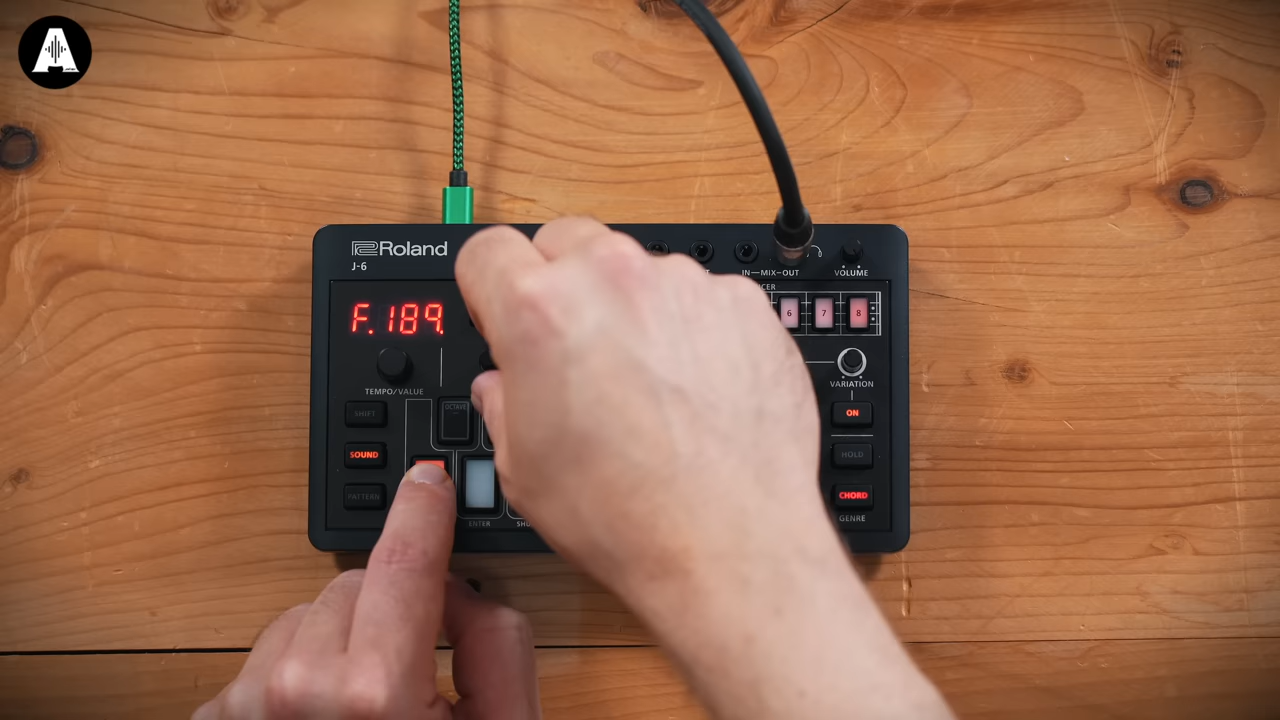 A
Roland
J-6
IN—MIX—OUT
VOLUME
F.189.
6
7
8
TEMPO/VALUE
VARIATION
SHIFT
OCTAVE
ON
SOUND
HOLD
PATTERN
CHORD
ENTER
GENRE